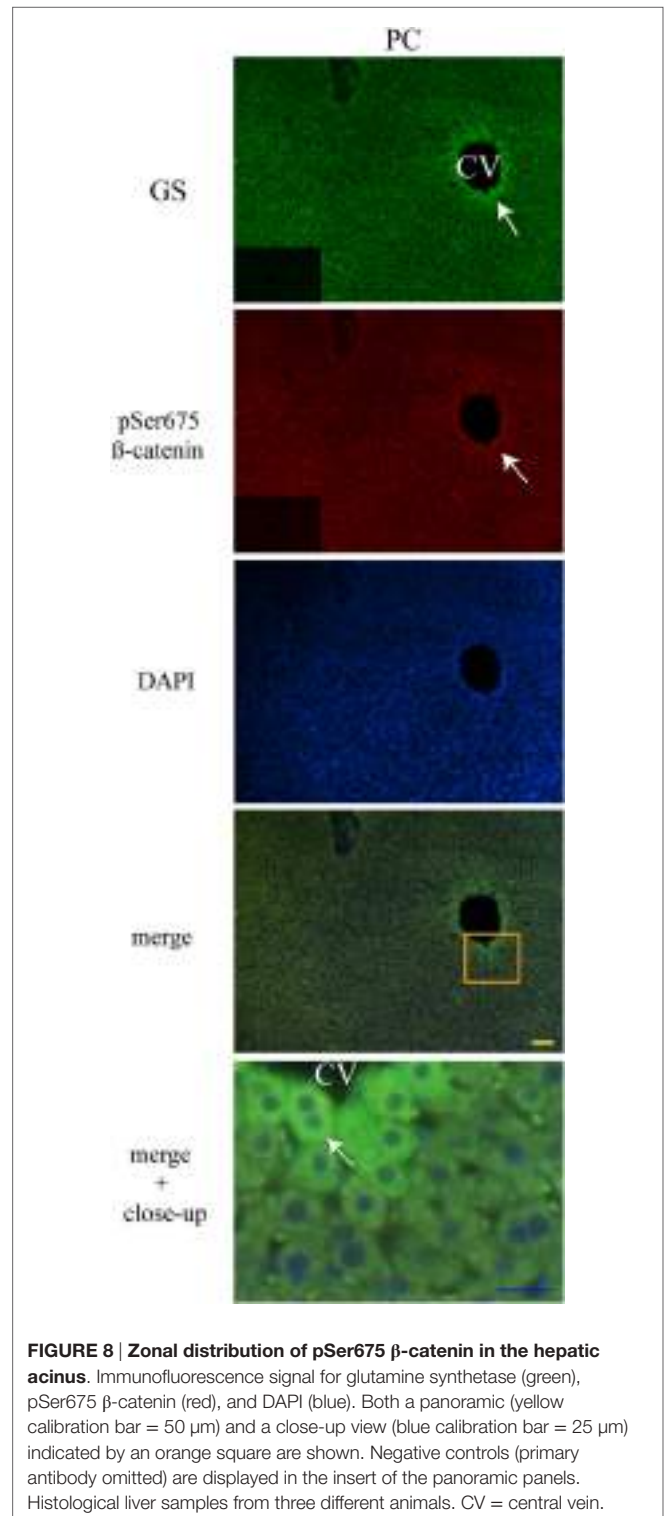 PC
GS
CV
pSer675
ß-catenin
DAPI
merge
CV
merge
+
close-up
FIGURE 8 | Zonal distribution of pSer675 β-catenin in the hepatic
acinus. Immunofluorescence signal for glutamine synthetase (green),
pSer675 β-catenin (red), and DAPI (blue). Both a panoramic (yellow
calibration bar = 50 μm) and a close-up view (blue calibration bar = 25 μm)
indicated by an orange square are shown. Negative controls (primary
antibody omitted) are displayed in the insert of the panoramic panels.
Histological liver samples from three different animals. CV = central vein.